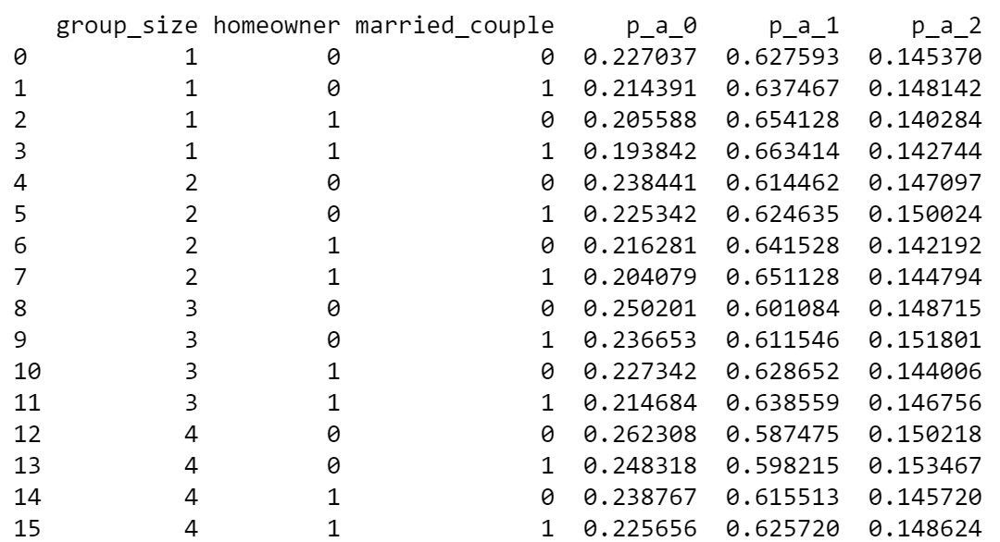 group_size homeowner married_couple p_a_0 p_a_1 p_a_2
0 1 0 0 0.227037 0.627593 0.145370
1 1 0 1 0.214391 0.637467 0.148142
2 1 1 0 0.205588 0.654128 0.140284
3 1 1 1 0.193842 0.663414 0.142744
4 2 0 0 0.238441 0.614462 0.147097
5 2 0 1 0.225342 0.624635 0.150024
6 2 1 0 0.216281 0.641528 0.142192
7 2 1 1 0.204079 0.651128 0.144794
8 3 0 0 0.250201 0.601084 0.148715
9 3 0 1 0.236653 0.611546 0.151801
10 3 1 0 0.227342 0.628652 0.144006
11 3 1 1 0.214684 0.638559 0.146756
12 4 0 0 0.262308 0.587475 0.150218
13 4 0 1 0.248318 0.598215 0.153467
14 4 1 0 0.238767 0.615513 0.145720
15 4 1 1 0.225656 0.625720 0.148624